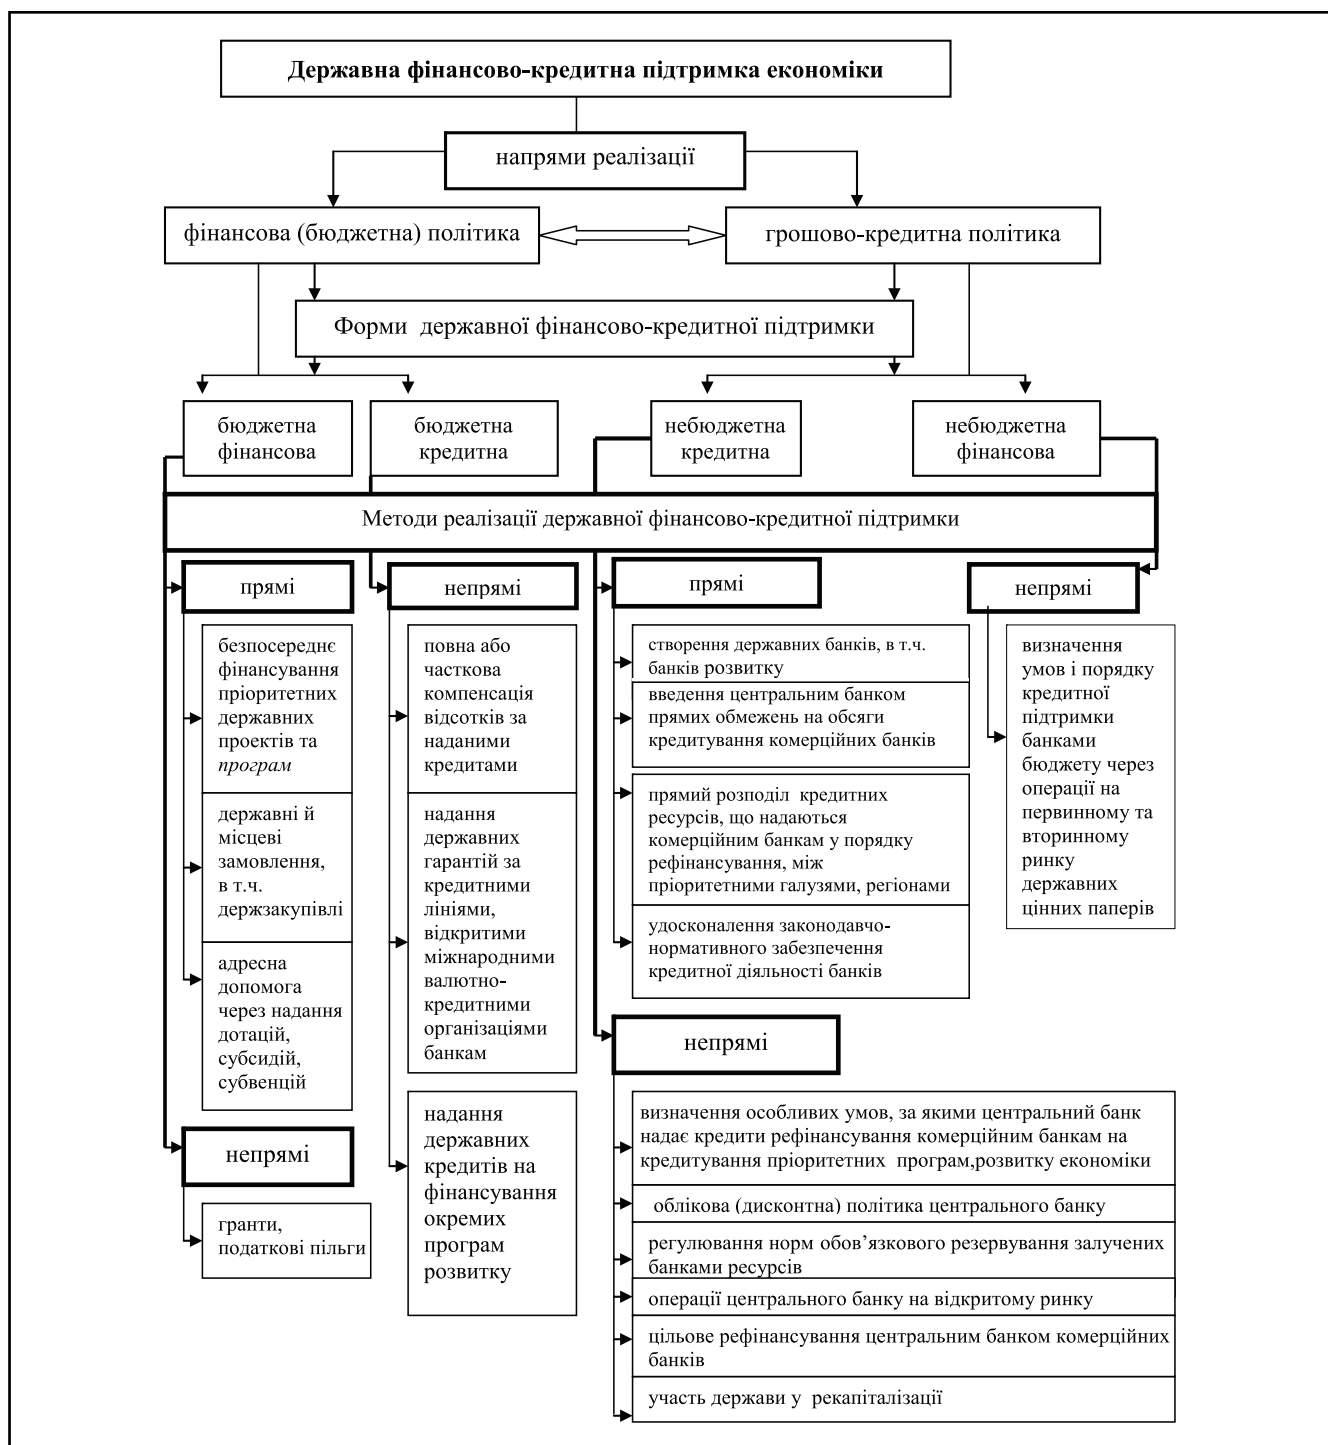 Державна фінансово-кредитна підтримка економіки
напрями реалізації
фінансова (бюджетна) політика
грошово-кредитна політика
Форми державної фінансово-кредитної підтримки
бюджетна
фінансова
бюджетна
кредитна
небюджетна
кредитна
небюджетна
фінансова
Методи реалізації державної фінансово-кредитної підтримки
прямі
безпосереднє
фінансування
пріоритетних
державних
проектів та
програм
державні й
місцеві
замовлення,
в т.ч.
держзакупівлі
адресна
допомога
через надання
дотацій,
субсидій,
субвенцій
непрямі
гранти,
податкові пільги
непрямі
повна або
часткова
компенсація
відсотків за
наданими
кредитами
надання
державних
гарантій за
кредитними
лініями,
відкритими
міжнародними
валютно-
кредитними
організаціями
банкам
надання
державних
кредитів на
фінансування
окремих
програм
розвитку
прямі
створення державних банків, в т.ч.
банків розвитку
введення центральним банком
прямих обмежень на обсяги
кредитування комерційних банків
прямий розподіл кредитних
ресурсів, що надаються
комерційним банкам у порядку
рефінансування, між
пріоритетними галузями, регіонами
удосконалення законодавчо-
нормативного забезпечення
кредитної діяльності банків
непрямі
визначення особливих умов, за якими центральний банк
надає кредити рефінансування комерційним банкам на
кредитування пріоритетних програм,розвитку економіки
облікова (дисконтна) політика центрального банку
регулювання норм обов’язкового резервування залучених
банками ресурсів
операції центрального банку на відкритому ринку
цільове рефінансування центральним банком комерційних
банків
участь держави у рекапіталізації
непрямі
визначення
умов і порядку
кредитної
підтримки
банками
бюджету через
операції на
первинному та
вторинному
ринку
державних
цінних паперів